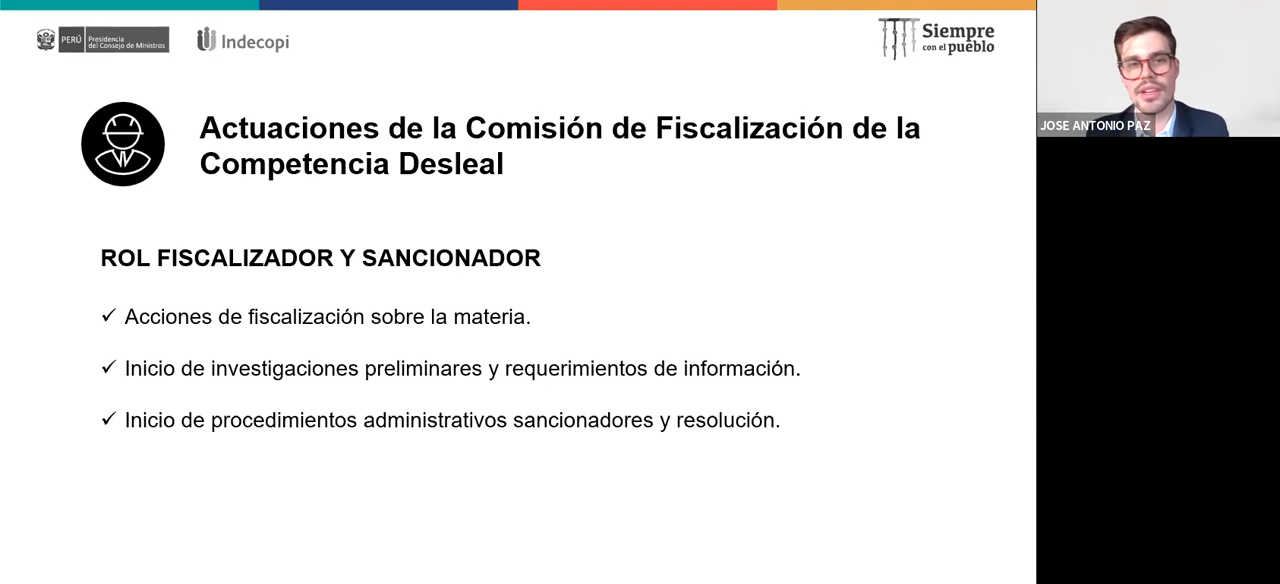 PERÚ
Presidencia
del Consejo de Ministros
Indecopi
Siempre
con el pueblo
JOSE ANTONIO PAZ
Actuaciones de la Comisión de Fiscalización de la
Competencia Desleal
ROL FISCALIZADOR Y SANCIONADOR
✓ Acciones de fiscalización sobre la materia.
✓ Inicio de investigaciones preliminares y requerimientos de información.
✓ Inicio de procedimientos administrativos sancionadores y resolución.